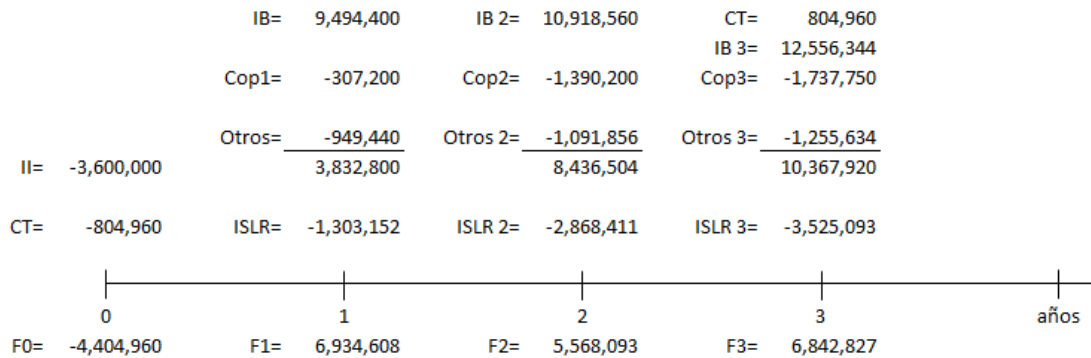 IB= 9,494,400 IB 2= 10,918,560 CT= 804,960
IB 3= 12,556,344
Cop1= -307,200 Cop2= -1,390,200 Cop3= -1,737,750
Otros= -949,440 Otros 2= -1,091,856 Otros 3= -1,255,634
II= -3,600,000 3,832,800 8,436,504 10,367,920
CT= -804,960 ISLR= -1,303,152 ISLR 2= -2,868,411 ISLR 3= -3,525,093
0 1 2 3 años
F0= -4,404,960 F1= 6,934,608 F2= 5,568,093 F3= 6,842,827